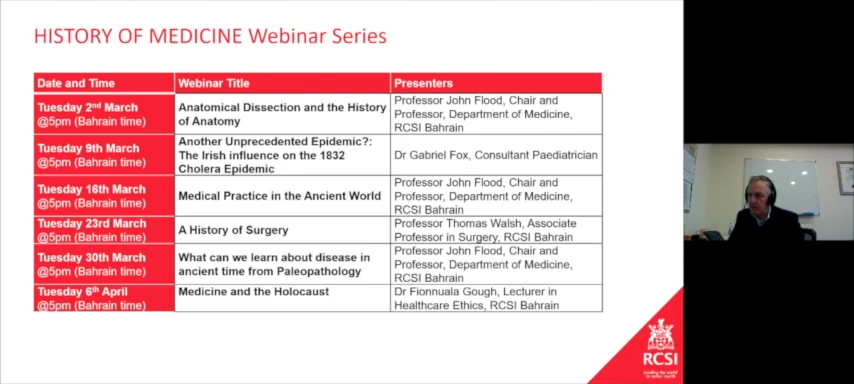 HISTORY OF MEDICINE Webinar Series
Date and Time
Webinar Title
Presenters
Tuesday 2nd March
@5pm (Bahrain time)
Anatomical Dissection and the History
of Anatomy
Professor John Flood, Chair and
Professor, Department of Medicine,
RCSI Bahrain
Tuesday 9th March
@5pm (Bahrain time)
Another Unprecedented Epidemic?:
The Irish influence on the 1832
Cholera Epidemic
Dr Gabriel Fox, Consultant Paediatrician
Tuesday 16th March
@5pm (Bahrain time)
Medical Practice in the Ancient World
Professor John Flood, Chair and
Professor, Department of Medicine,
RCSI Bahrain
Tuesday 23rd March
@5pm (Bahrain time)
A History of Surgery
Professor Thomas Walsh, Associate
Professor in Surgery, RCSI Bahrain
Tuesday 30th March
@5pm (Bahrain time)
What can we learn about disease in
ancient time from Paleopathology
Professor John Flood, Chair and
Professor, Department of Medicine,
RCSI Bahrain
Tuesday 6th April
@5pm (Bahrain time)
Medicine and the Holocaust
Dr Fionnuala Gough, Lecturer in
Healthcare Ethics, RCSI Bahrain
RCSI
Leading the world
to better health